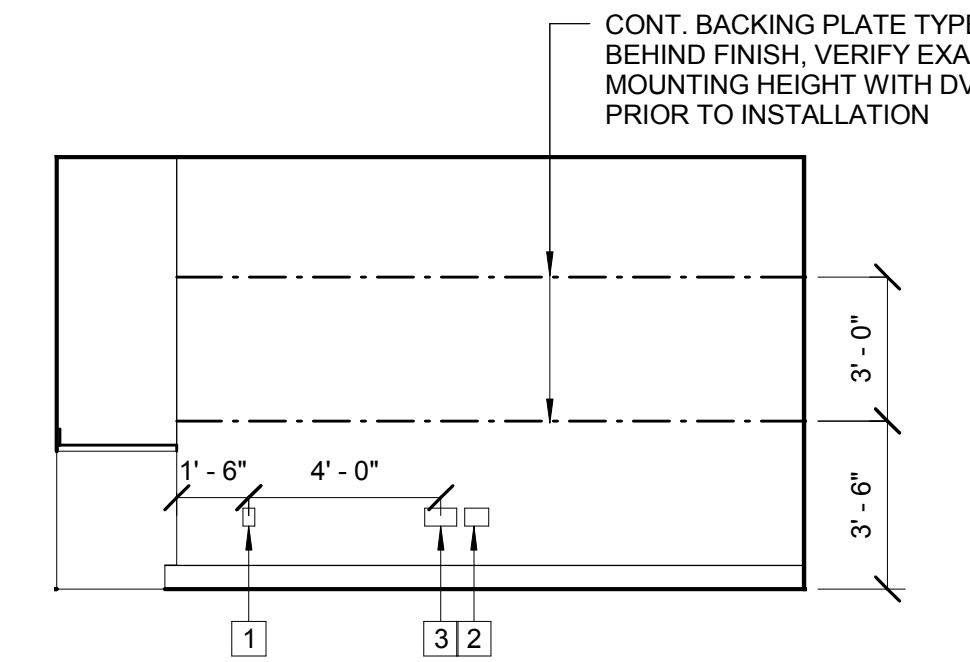 CONT. BACKING PLATE TYPE
BEHIND FINISH, VERIFY EXA
MOUNTING HEIGHT WITH DV
PRIOR TO INSTALLATION
3' - 0"
1' - 6" 4' - 0"
3' - 6"
1 3 2